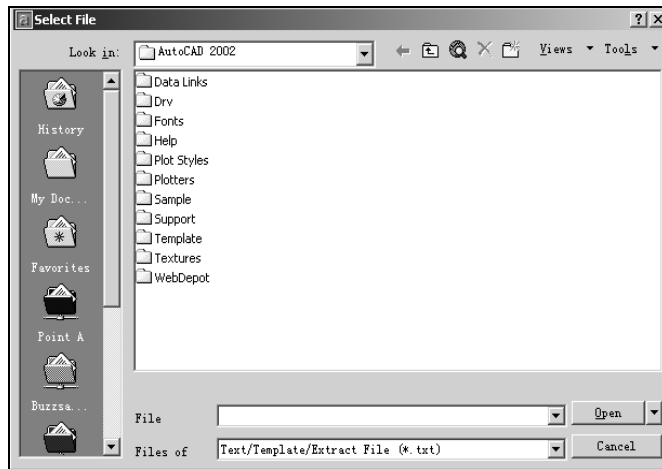 Select File
Look in:
AutoCAD 2002
Views
Tools
History
My Doc...
Favorites
Point A
Buzzsa...
Data Links
Drv
Fonts
Help
Plot Styles
Plotters
Sample
Support
Template
Textures
WebDepot
File
Open
Files of
Text/Template/Extract File (*.txt)
Cancel